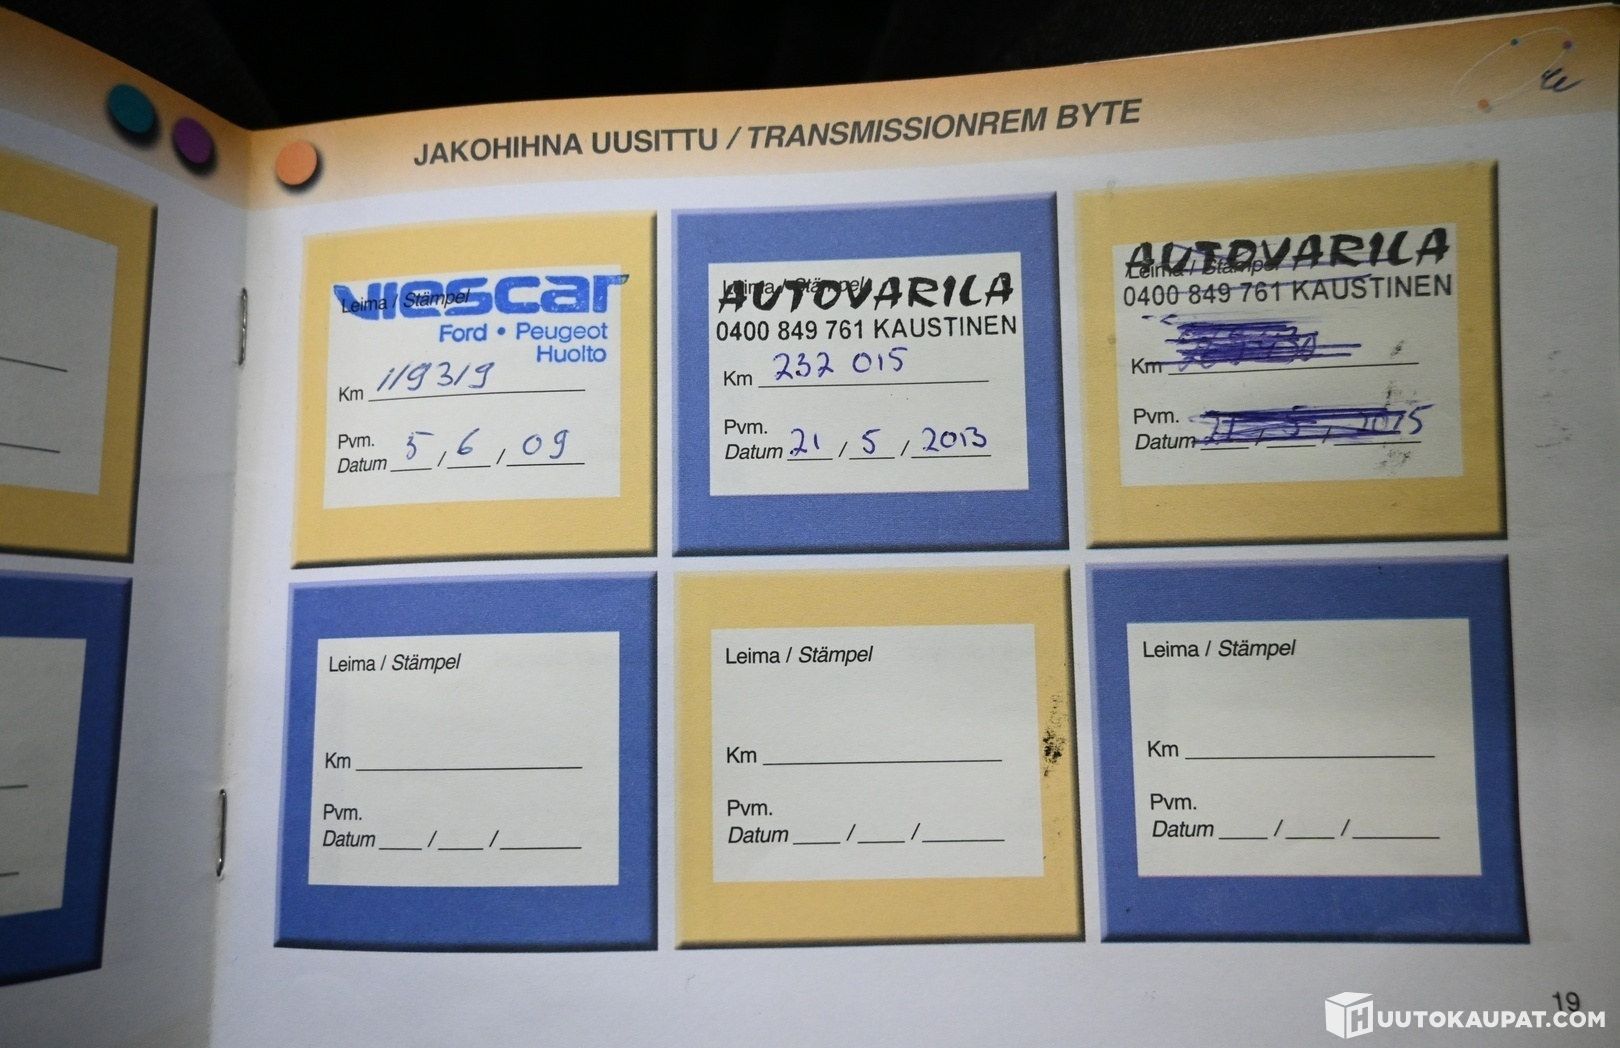 JAKOHIHNA UUSITTU / TRANSMISSIONREM BYTE
viescar
Leima / Stämpel
Ford • Peugeot
Huolto
Km 119319
Pvm.
Datum 5 / 6 / 09
Leima / Stämpel
AUTOVARILA
0400 849 761 KAUSTINEN
Km 232 015
Pvm.
Datum 21 / 5 / 2013
AUTOVARILA
Leima / Stämpel
0400 849 761 KAUSTINEN
Km
Pvm.
Datum 21 / 5 / 2015
Leima / Stämpel
Km
Pvm.
Datum / /
Leima / Stämpel
Km
Pvm.
Datum / /
Leima / Stämpel
Km
Pvm.
Datum / /
19
HUUTOKAUPAT.COM